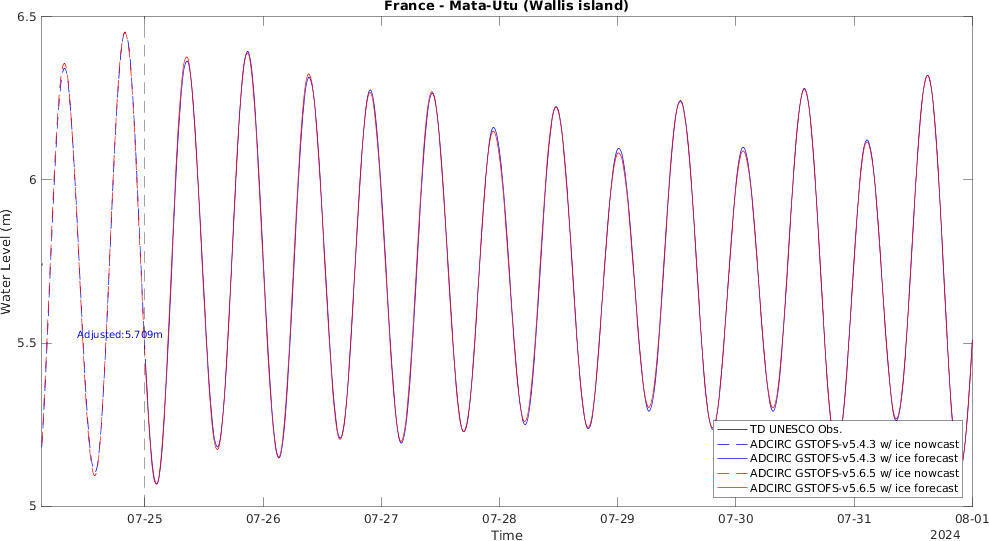 France - Mata-Utu (Wallis island)
6.5
6
5.5
5
Water Level (m)
Adjusted:5.709m
TD UNESCO Obs.
ADCIRC GSTOFS-v5.4.3 w/ ice nowcast
ADCIRC GSTOFS-v5.4.3 w/ ice forecast
ADCIRC GSTOFS-v5.6.5 w/ ice nowcast
ADCIRC GSTOFS-v5.6.5 w/ ice forecast
07-25 07-26 07-27 07-28 07-29 07-30 07-31 08-01
Time
2024